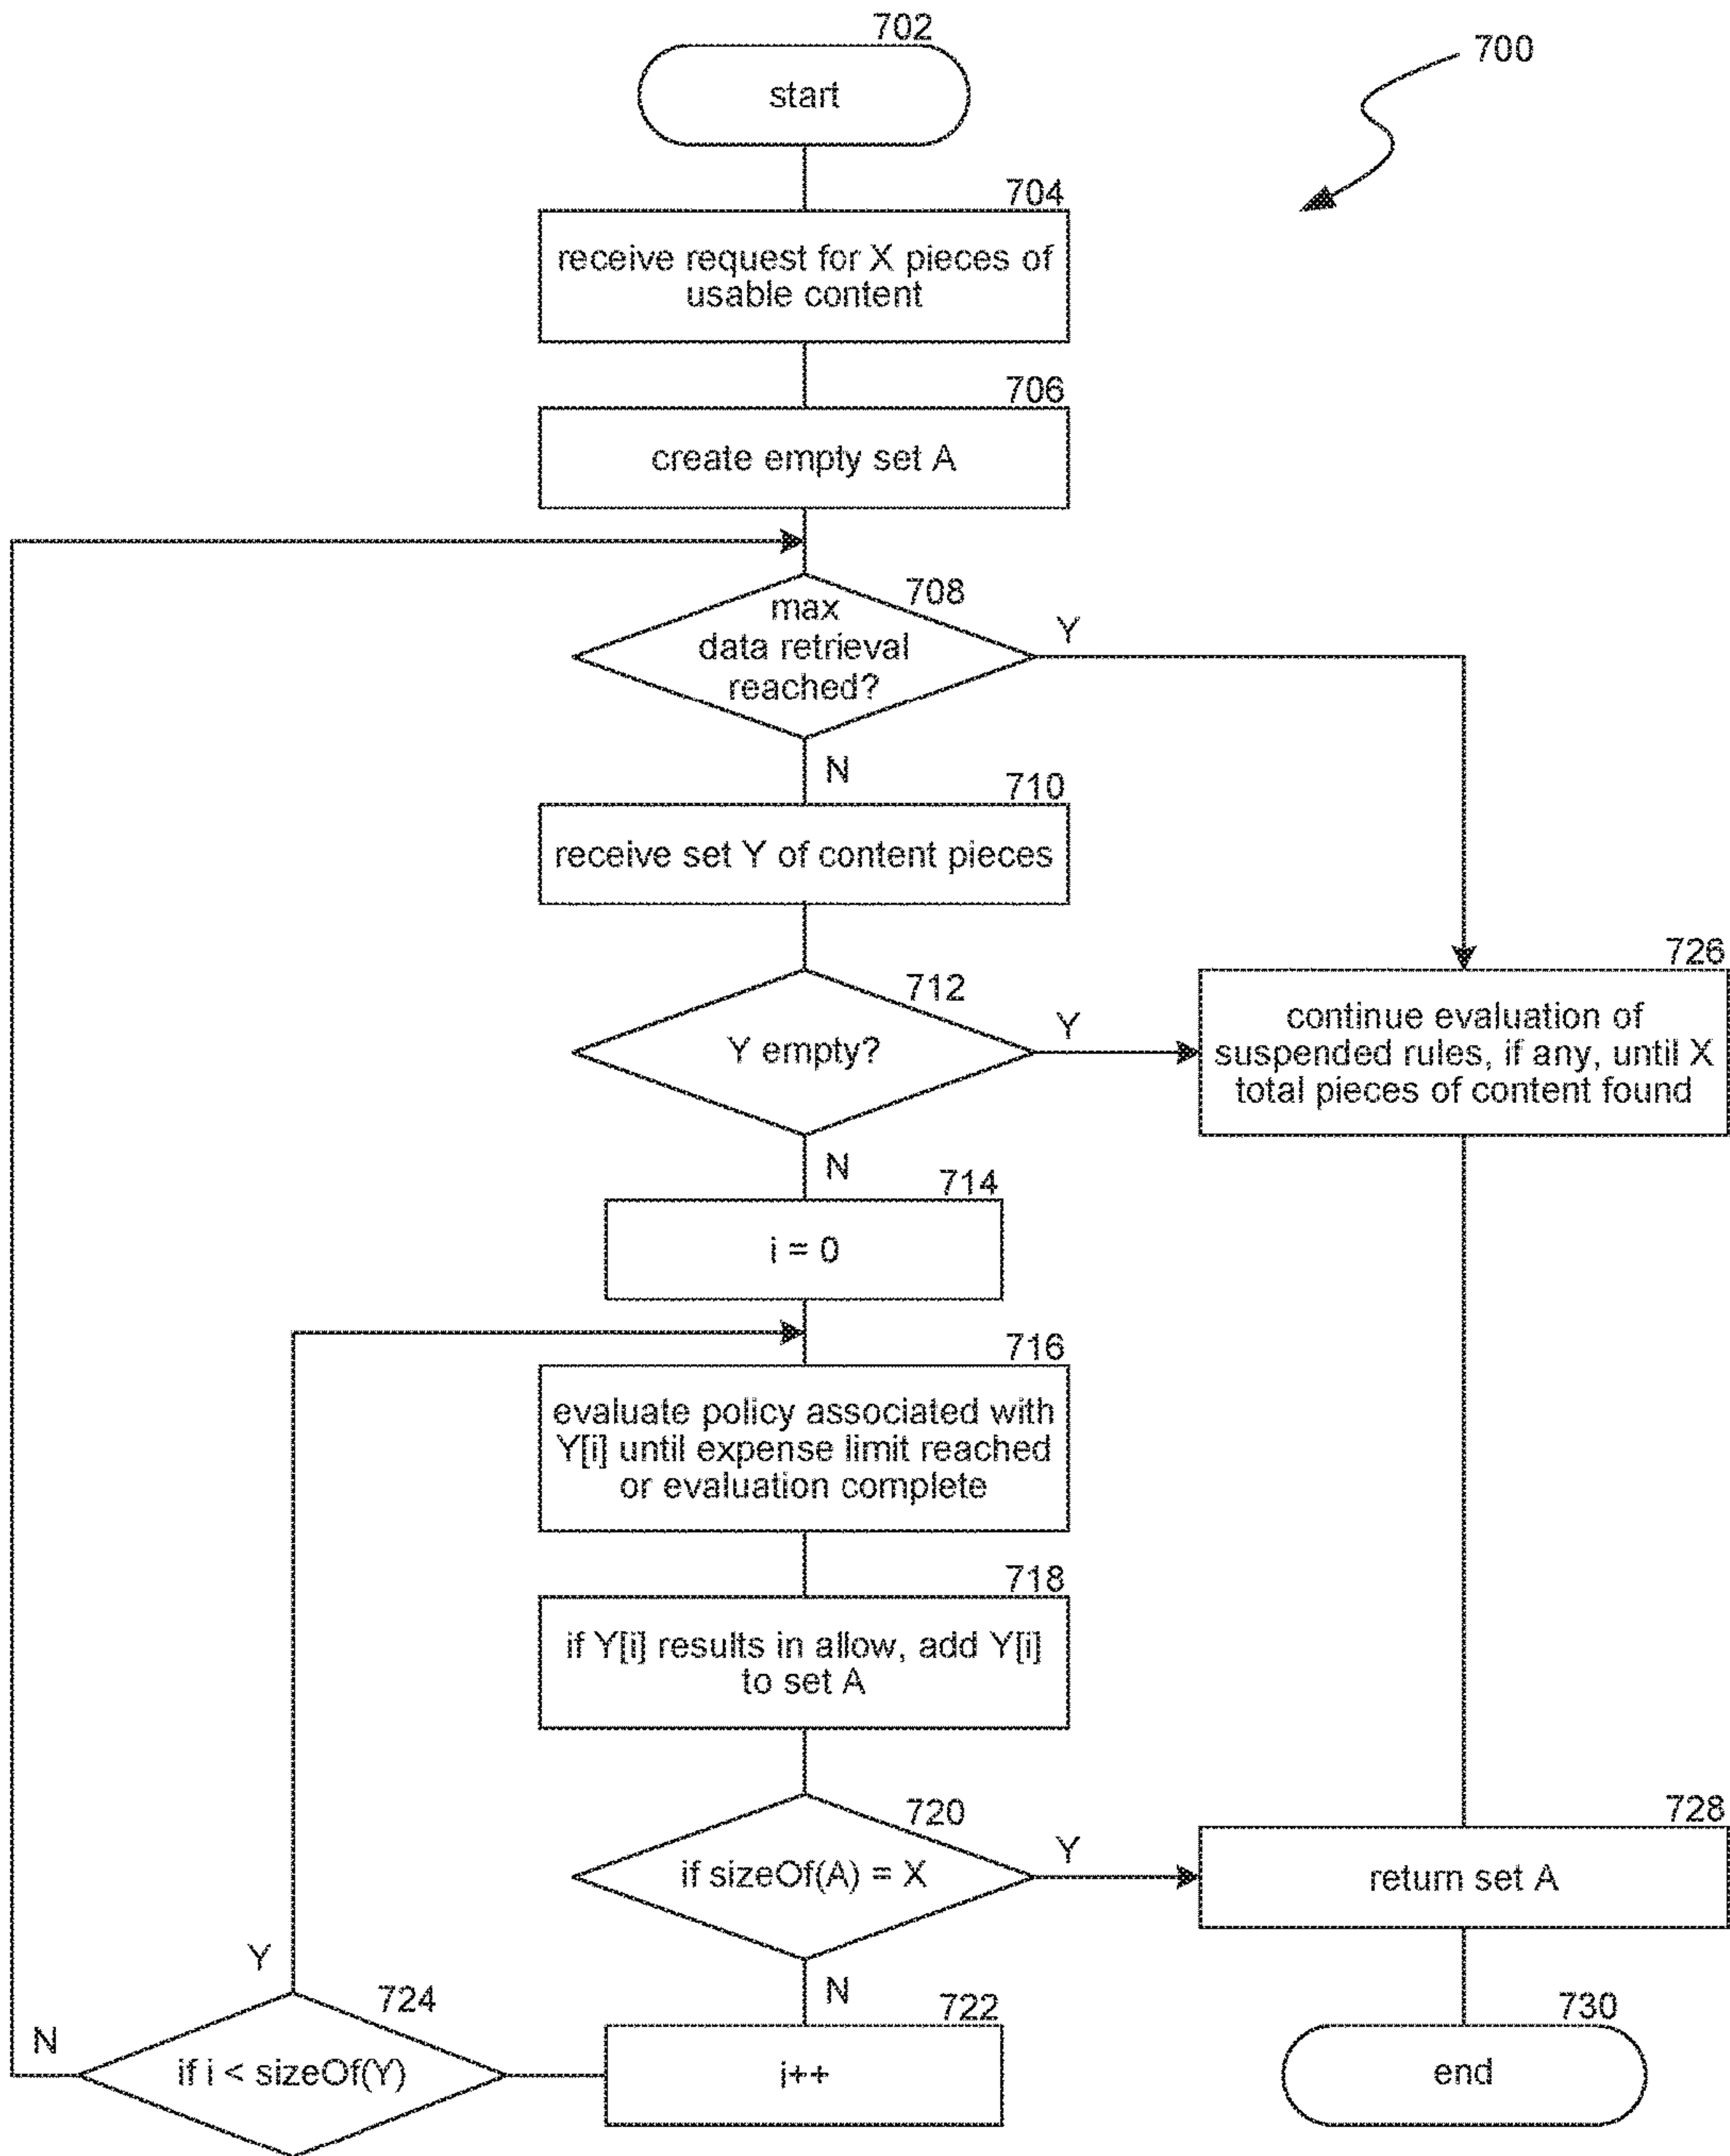 702
start
700
704
receive request for X pieces of
usable content
706
create empty set A
708
max
data retrieval
reached?
Y
N
710
receive set Y of content pieces
712
Y empty?
Y
726
continue evaluation of
suspended rules, if any, until X
total pieces of content found
N
714
i = 0
716
evaluate policy associated with
Y[i] until expense limit reached
or evaluation complete
718
if Y[i] results in allow, add Y[i]
to set A
720
if sizeOf(A) = X
Y
728
return set A
N
722
i++
724
if i < sizeOf(Y)
Y
N
730
end